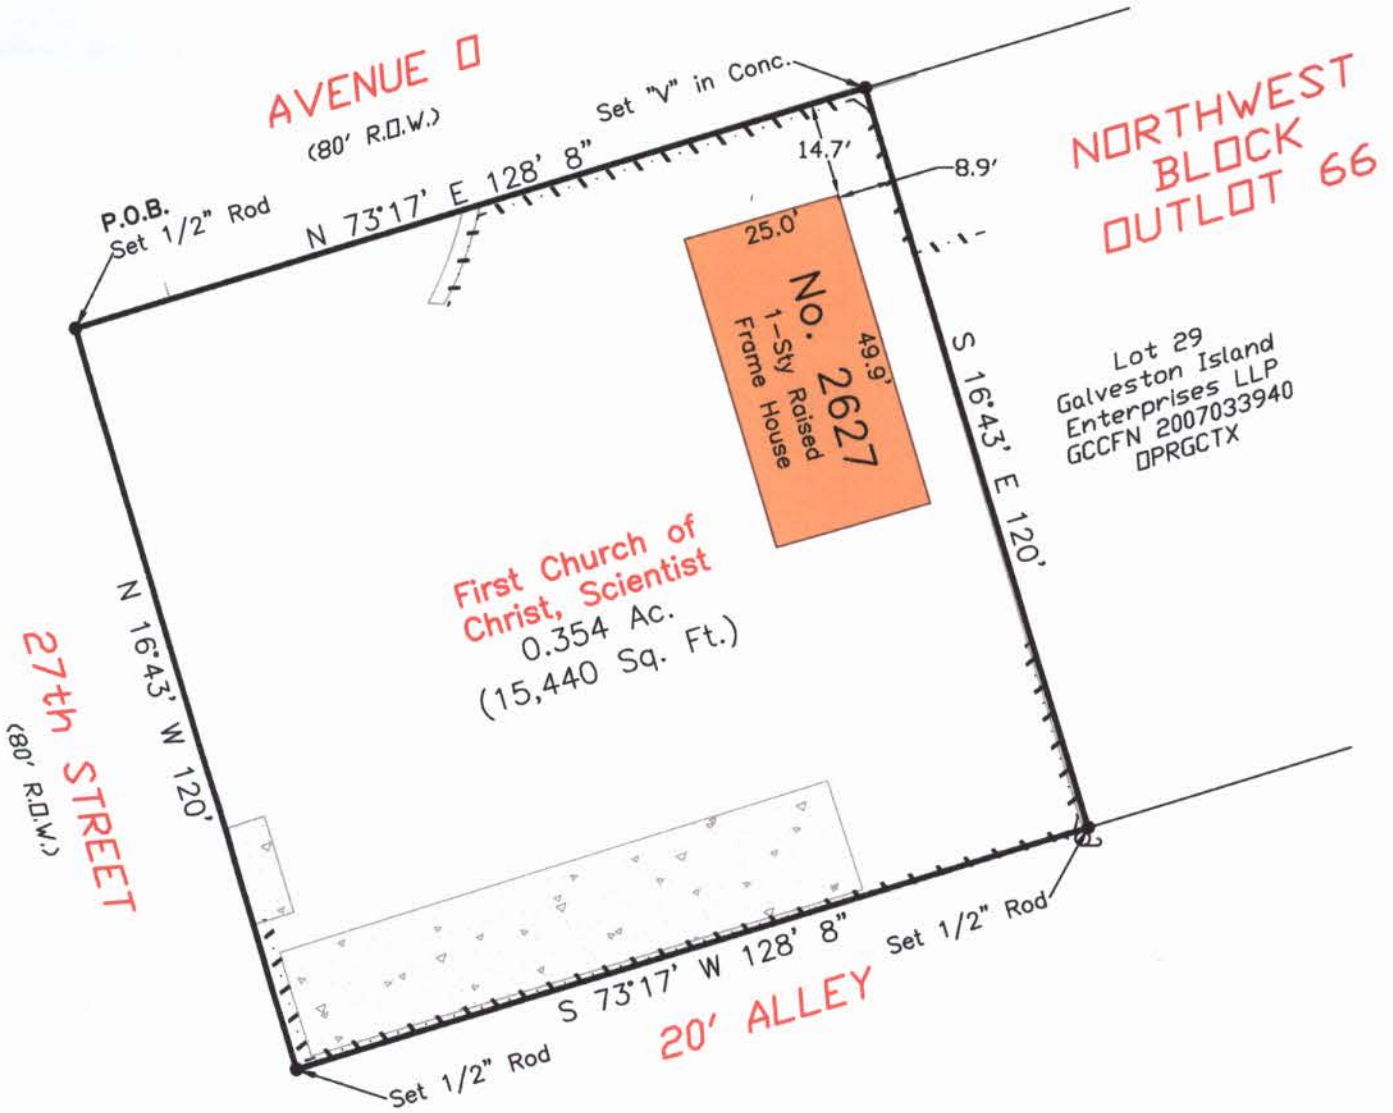 AVENUE O
(80' R.O.W.)
Set "V" in Conc.
NORTHWEST
BLOCK
OUTLOT 66
P.O.B.
Set 1/2" Rod
N 73°17' E 128' 8"
14.7'
8.9'
25.0'
49.9'
No. 2627
1-Sty Raised
Frame House
S 16°43' E 120'
Lot 29
Galveston Island
Enterprises LLP
GCCFN 2007033940
OPRGCTX
First Church of
Christ, Scientist
0.354 Ac.
(15,440 Sq. Ft.)
N 16°43' W 120'
27th STREET
(80' R.O.W.)
S 73°17' W 128' 8"
Set 1/2" Rod
20' ALLEY
Set 1/2" Rod